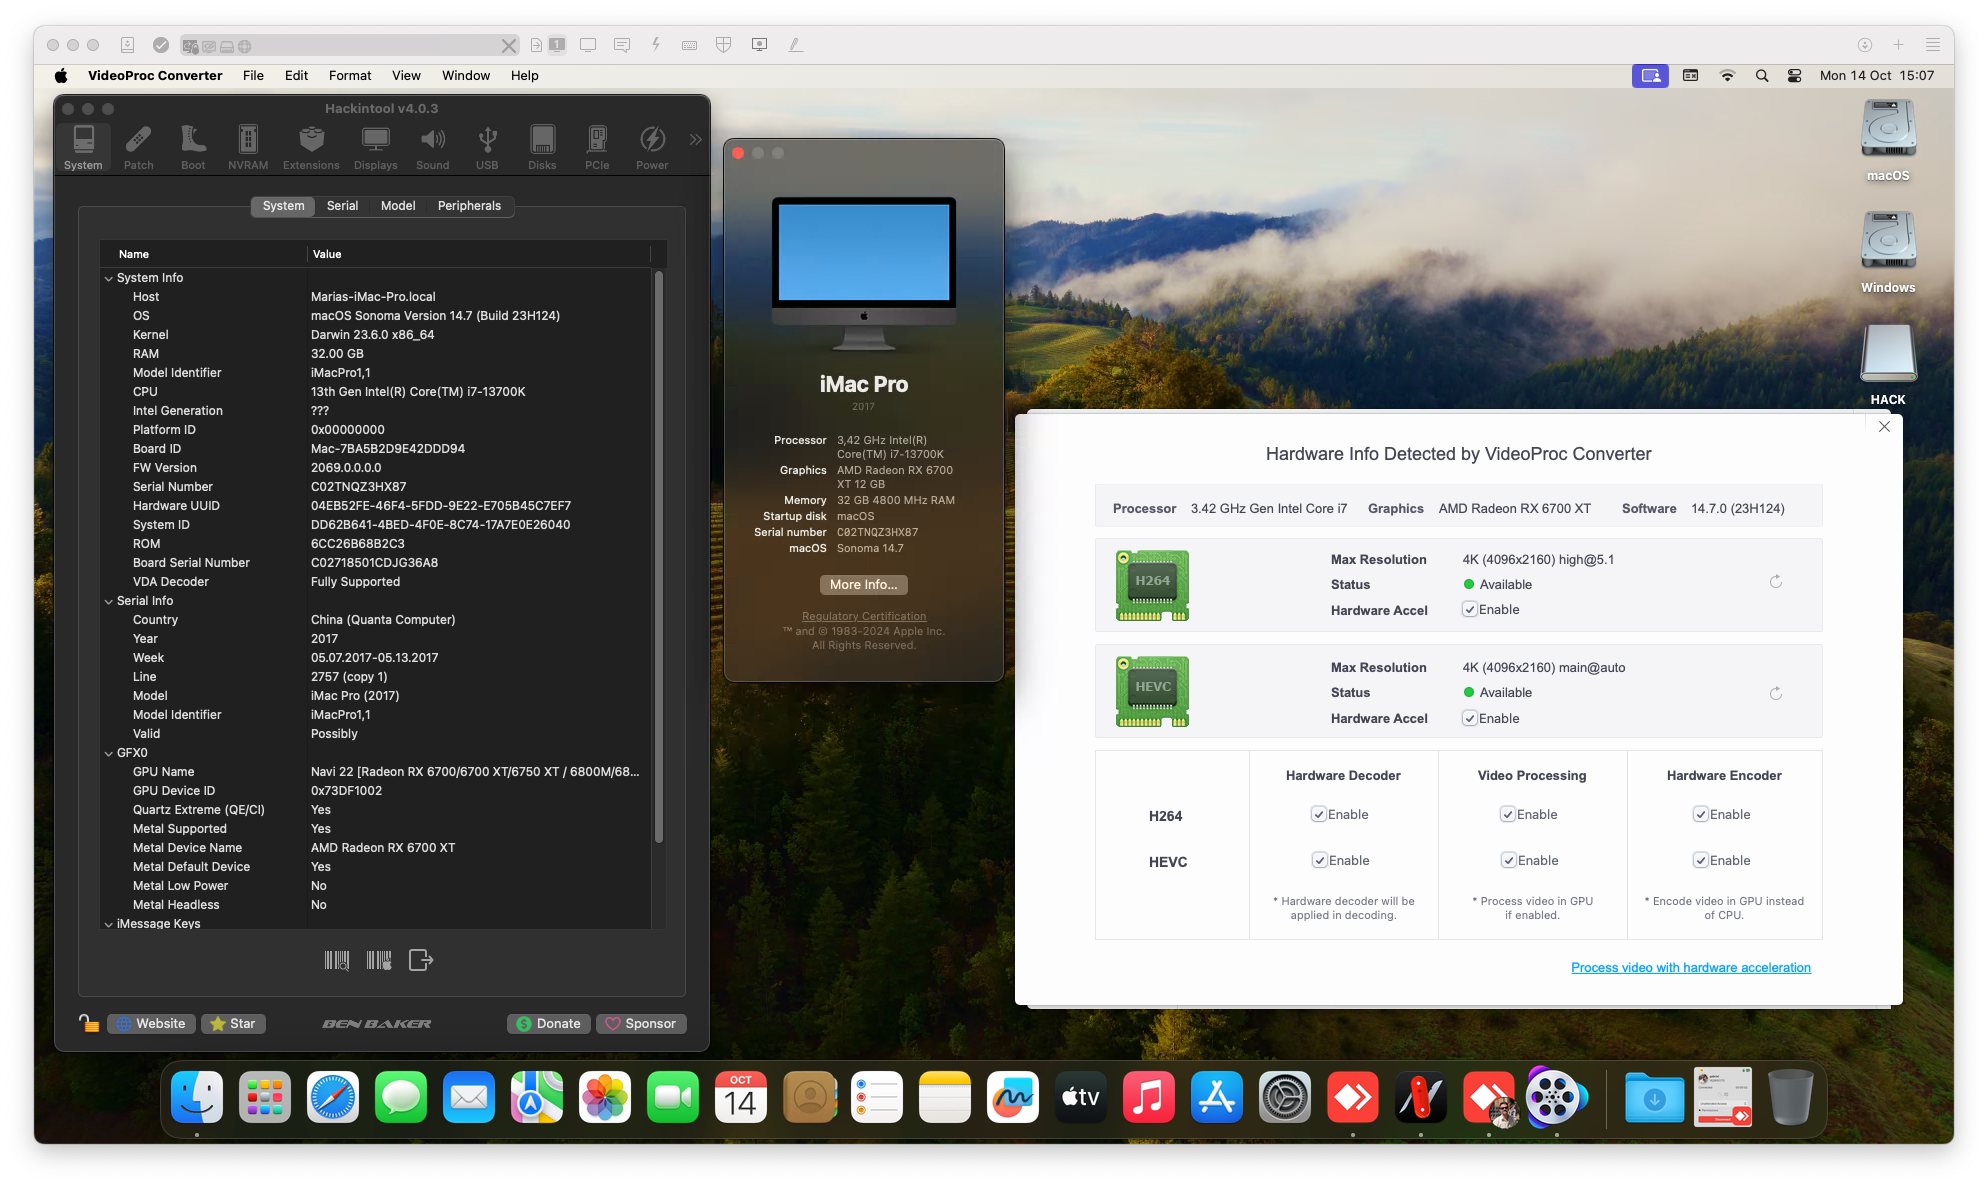 1
VideoProc Converter File Edit Format View Window Help
Mon 14 Oct 15:07
Hackintool v4.0.3
System Patch Boot NVRAM Extensions Displays Sound USB Disks PCIe Power
System Serial Model Peripherals
Name Value
System Info
Host Marias-iMac-Pro.local
OS macOS Sonoma Version 14.7 (Build 23H124)
Kernel Darwin 23.6.0 x86_64
RAM 32.00 GB
Model Identifier iMacPro1,1
CPU 13th Gen Intel(R) Core(TM) i7-13700K
Intel Generation ???
Platform ID 0x00000000
Board ID Mac-7BA5B2D9E42DDD94
FW Version 2069.0.0.0.0
Serial Number C02TNQZ3HX87
Hardware UUID 04EB52FE-46F4-5FDD-9E22-E705B45C7EF7
System ID DD62B641-4BED-4F0E-8C74-17A7E0E26040
ROM 6CC26B68B2C3
Board Serial Number C02718501CDJG36A8
VDA Decoder Fully Supported
Serial Info
Country China (Quanta Computer)
Year 2017
Week 05.07.2017-05.13.2017
Line 2757 (copy 1)
Model iMac Pro (2017)
Model Identifier iMacPro1,1
Valid Possibly
GFX0
GPU Name Navi 22 [Radeon RX 6700/6700 XT/6750 XT / 6800M/68...
GPU Device ID 0x73DF1002
Quartz Extreme (QE/CI) Yes
Metal Supported Yes
Metal Device Name AMD Radeon RX 6700 XT
Metal Default Device Yes
Metal Low Power No
Metal Headless No
iMessage Keys
Website Star BEN BAKER Donate Sponsor
iMac Pro
2017
Processor 3,42 GHz Intel(R)
Core(TM) i7-13700K
Graphics AMD Radeon RX 6700
XT 12 GB
Memory 32 GB 4800 MHz RAM
Startup disk macOS
Serial number C02TNQZ3HX87
macOS Sonoma 14.7
More Info...
Regulatory Certification
™ and © 1983-2024 Apple Inc.
All Rights Reserved.
macOS
Windows
HACK
Hardware Info Detected by VideoProc Converter
Processor 3.42 GHz Gen Intel Core i7 Graphics AMD Radeon RX 6700 XT Software 14.7.0 (23H124)
H264
Max Resolution 4K (4096x2160) high@5.1
Status Available
Hardware Accel Enable
HEVC
Max Resolution 4K (4096x2160) main@auto
Status Available
Hardware Accel Enable
Hardware Decoder Video Processing Hardware Encoder
H264 Enable Enable Enable
HEVC Enable Enable Enable
* Hardware decoder will be
applied in decoding.
* Process video in GPU
if enabled.
* Encode video in GPU instead
of CPU.
Process video with hardware acceleration
OCT
14
tv